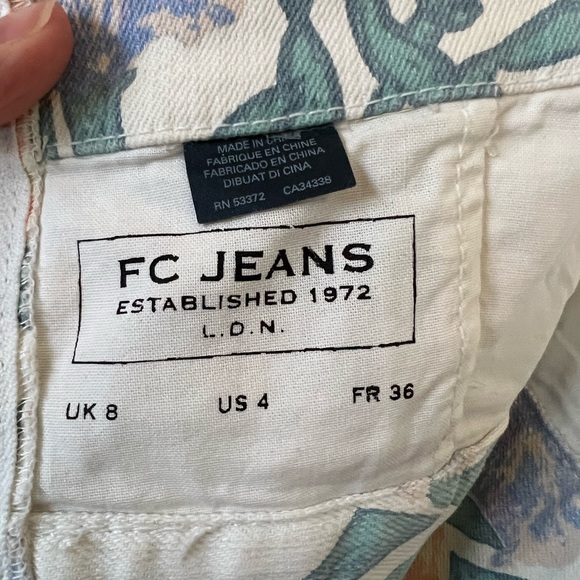 MADE IN CHINA
FABRIQUE EN CHINE
FABRICADO EN CHINA
DIBUAT DI CINA
RN 53372 CA34338
FC JEANS
ESTABLISHED 1972
L.D.N.
UK 8 US 4 FR 36